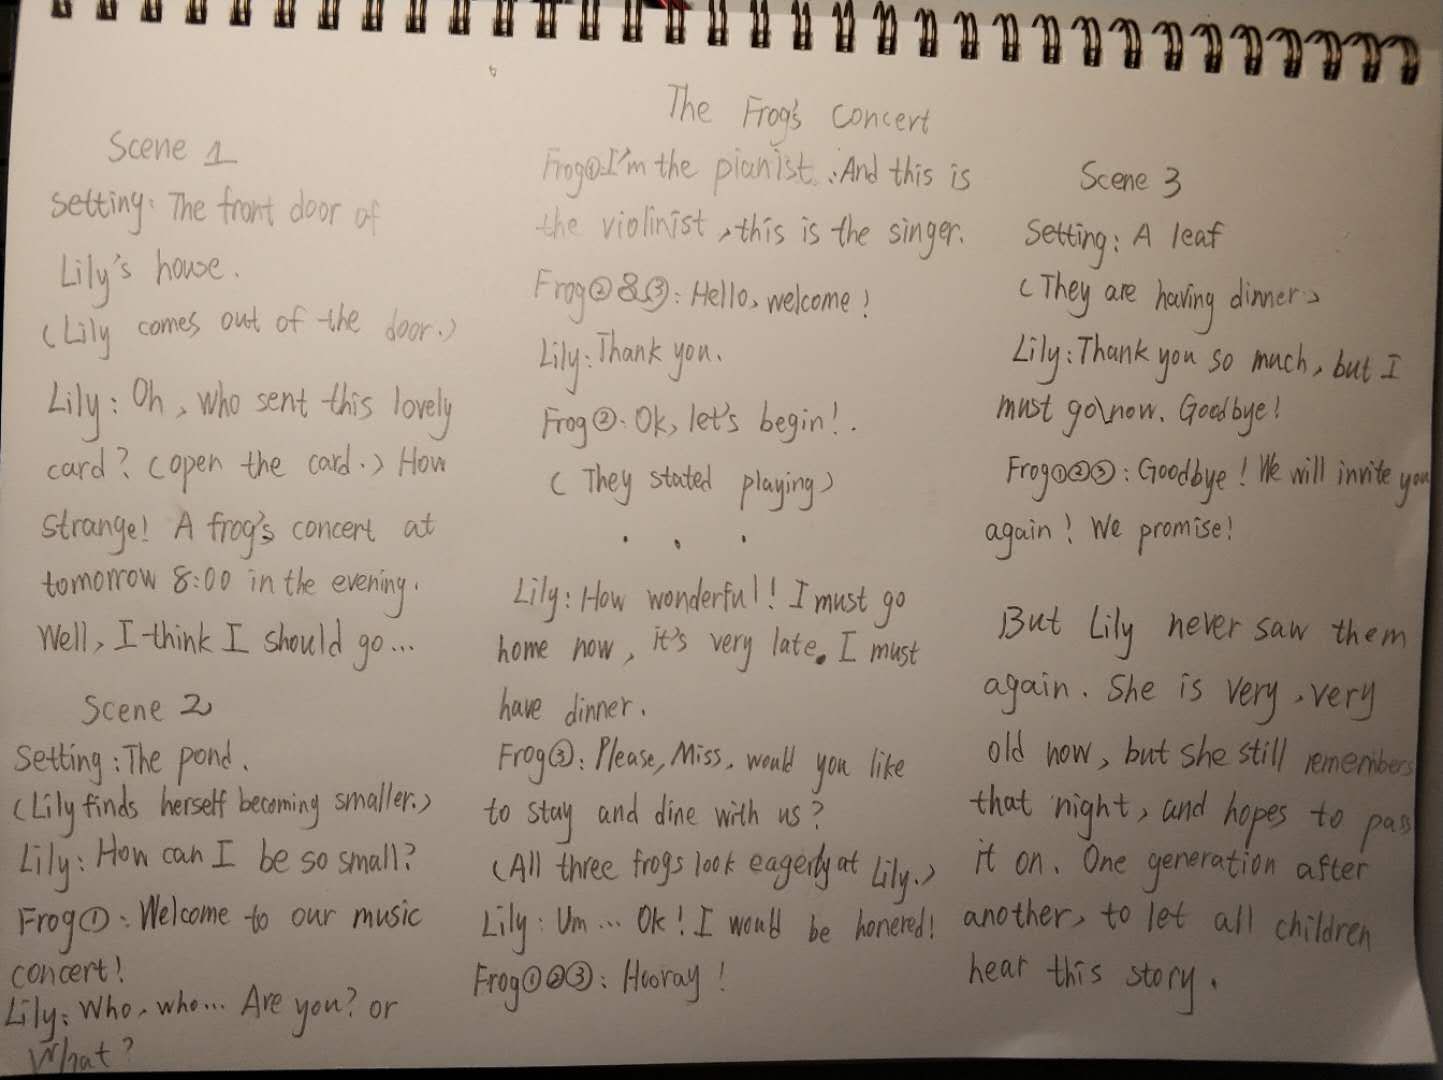 The Frog's Concert
Scene 1
Setting: The front door of
Lily's house.
(Lily comes out of the door.)
Lily: Oh, who sent this lovely
card? (open the card.) How
strange! A frog's concert at
tomorrow 8:00 in the evening.
Well, I think I should go...
Scene 2
Setting: The pond.
(Lily finds herself becoming smaller.)
Lily: How can I be so small?
Frog①: Welcome to our music
concert!
Lily: Who, who... Are you? or
What?
Frog①: I'm the pianist. And this is
the violinist, this is the singer.
Frog②&③: Hello, welcome!
Lily: Thank you.
Frog②: Ok, let's begin!.
(They stated playing)
. . .
Lily: How wonderful! I must go
home now, it's very late. I must
have dinner.
Frog③: Please, Miss, would you like
to stay and dine with us?
(All three frogs look eagerly at Lily.)
Lily: Um... Ok! I would be honered!
Frog①②③: Hooray!
Scene 3
Setting: A leaf
(They are having dinner.)
Lily: Thank you so much, but I
must go now. Goodbye!
Frog①②③: Goodbye! We will invite you
again! We promise!
But Lily never saw them
again. She is very, very
old now, but she still remembers
that night, and hopes to pass
it on. One generation after
another, to let all children
hear this story.